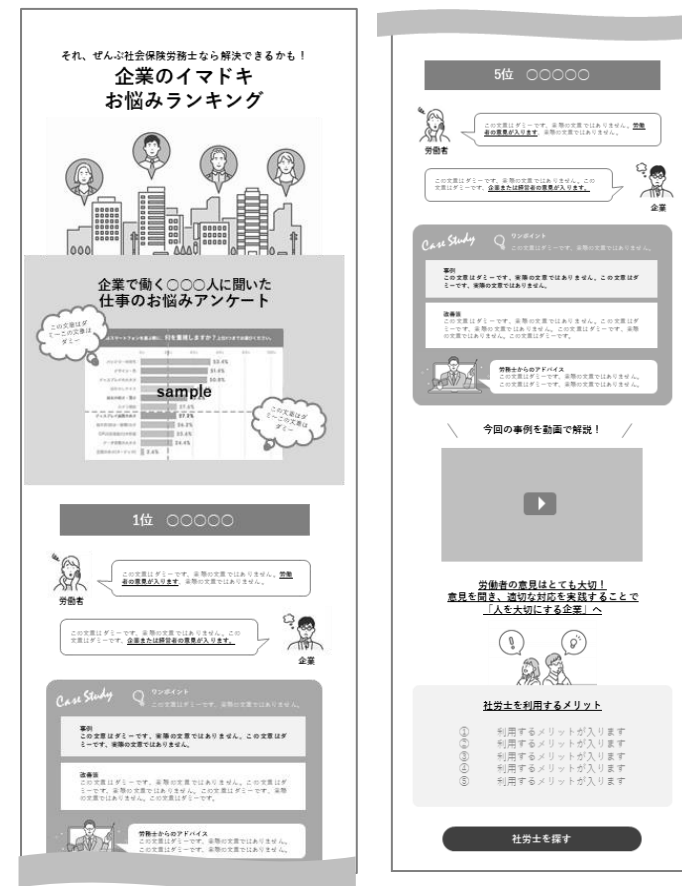 それ、ぜんぶ社会保険労務士なら解決できるかも！
企業のイマドキ
お悩みランキング
企業で働く〇〇〇人に聞いた
仕事のお悩みアンケート
この文章はダ
ミーこの文章は
ダミー
はスマートフォンを選ぶ際に、何を重視しますか？
sample
この文章はダ
ミーこの文章は
ダミー
1位 〇〇〇〇〇
この文章はダミーです。実際の文章ではありません。労働
者の意見が入ります。実際の文章ではありません。
労働者
この文章はダミーです。実際の文章ではありません。この
文章はダミーです。企業または経営者の意見が入ります。
企業
Case Study
ワンポイント
この文章はダミーです。実際の文章ではありません。
事例
この文章はダミーです。実際の文章ではありません。この文章はダ
ミーです。実際の文章ではありません。
改善策
この文章はダミーです。実際の文章ではありません。この文章はダ
ミーです。実際の文章ではありません。この文章はダミーです。実際
の文章ではありません。この文章はダミーです。
労務士からのアドバイス
この文章はダミーです。実際の文章ではありません。
この文章はダミーです。実際の文章ではありません。
5位 〇〇〇〇〇
この文章はダミーです。実際の文章ではありません。労働
者の意見が入ります。実際の文章ではありません。
労働者
この文章はダミーです。実際の文章ではありません。この
文章はダミーです。企業または経営者の意見が入ります。
企業
Case Study
ワンポイント
この文章はダミーです。実際の文章ではありません。
事例
この文章はダミーです。実際の文章ではありません。この文章はダ
ミーです。実際の文章ではありません。
改善策
この文章はダミーです。実際の文章ではありません。この文章はダ
ミーです。実際の文章ではありません。この文章はダミーです。実際
の文章ではありません。この文章はダミーです。
労務士からのアドバイス
この文章はダミーです。実際の文章ではありません。
この文章はダミーです。実際の文章ではありません。
今回の事例を動画で解説！
労働者の意見はとても大切！
意見を聞き、適切な対応を実践することで
「人を大切にする企業」へ
社労士を利用するメリット
① 利用するメリットが入ります
② 利用するメリットが入ります
③ 利用するメリットが入ります
④ 利用するメリットが入ります
⑤ 利用するメリットが入ります
社労士を探す